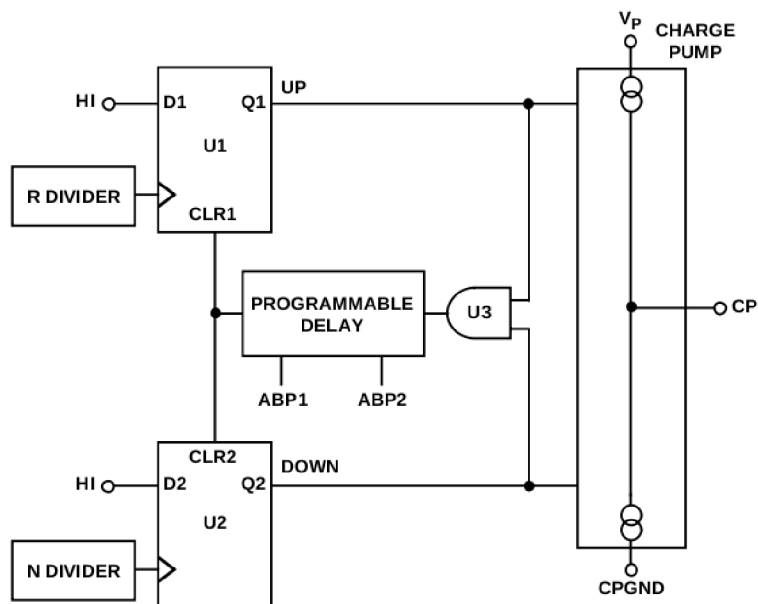 VP
CHARGE
PUMP
HI
D1
Q1
UP
U1
R DIVIDER
CLR1
PROGRAMMABLE
DELAY
U3
CP
ABP1
ABP2
CLR2
DOWN
HI
D2
Q2
U2
N DIVIDER
CPGND